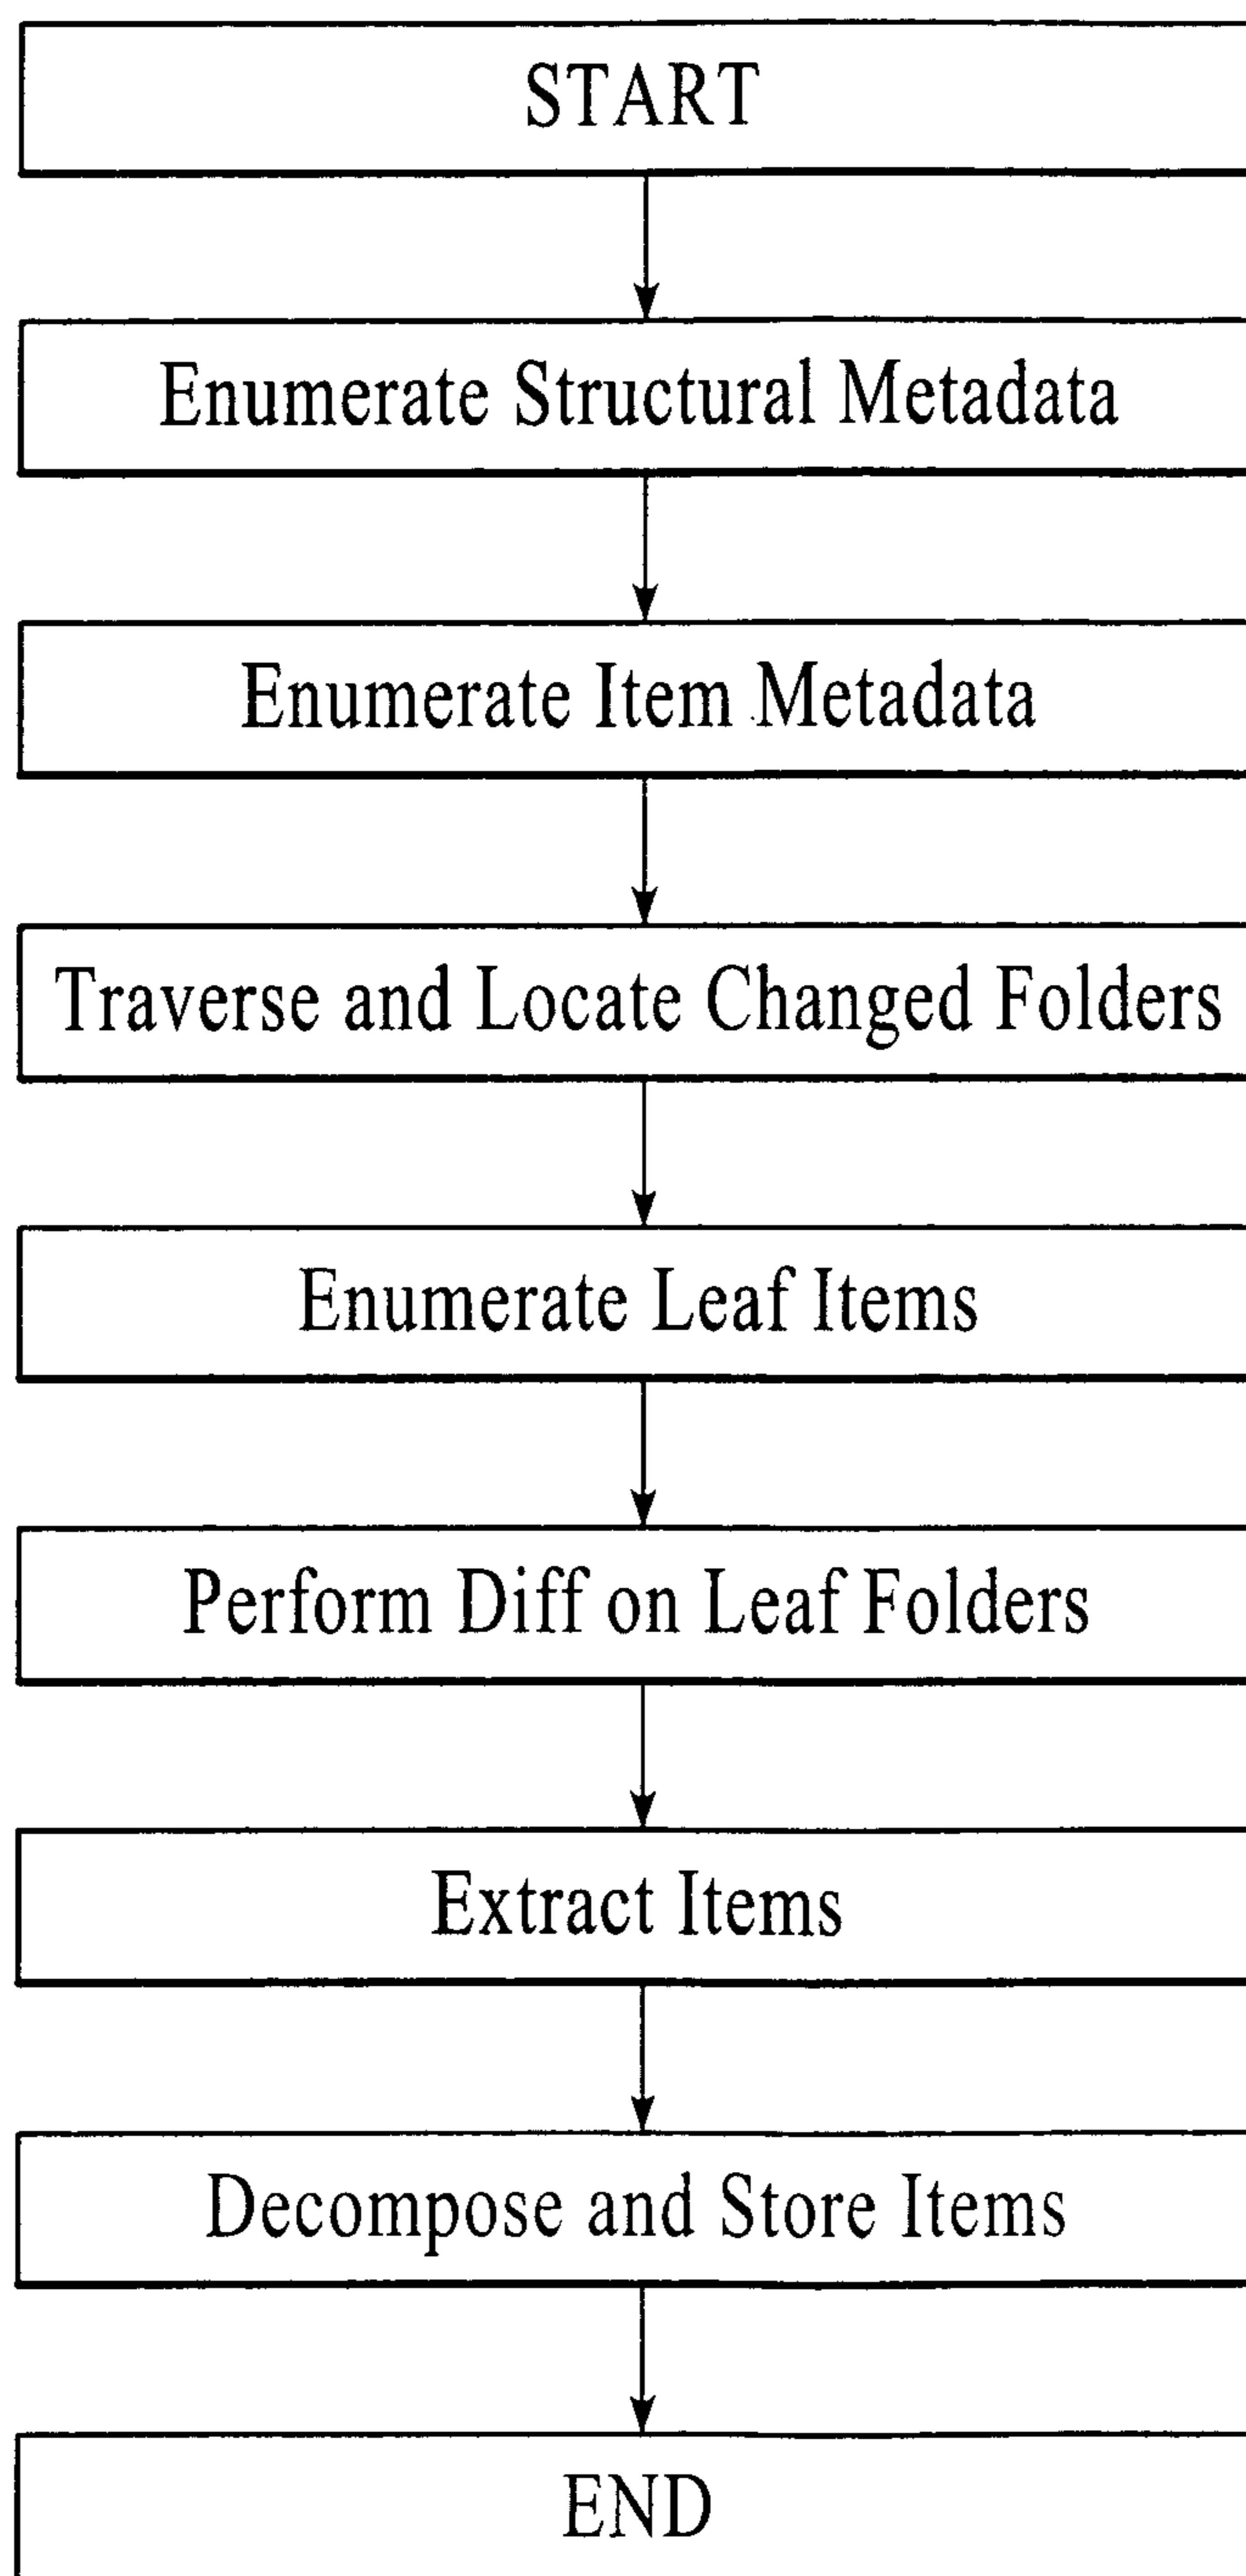 START
Enumerate Structural Metadata
Enumerate Item Metadata
Traverse and Locate Changed Folders
Enumerate Leaf Items
Perform Diff on Leaf Folders
Extract Items
Decompose and Store Items
END